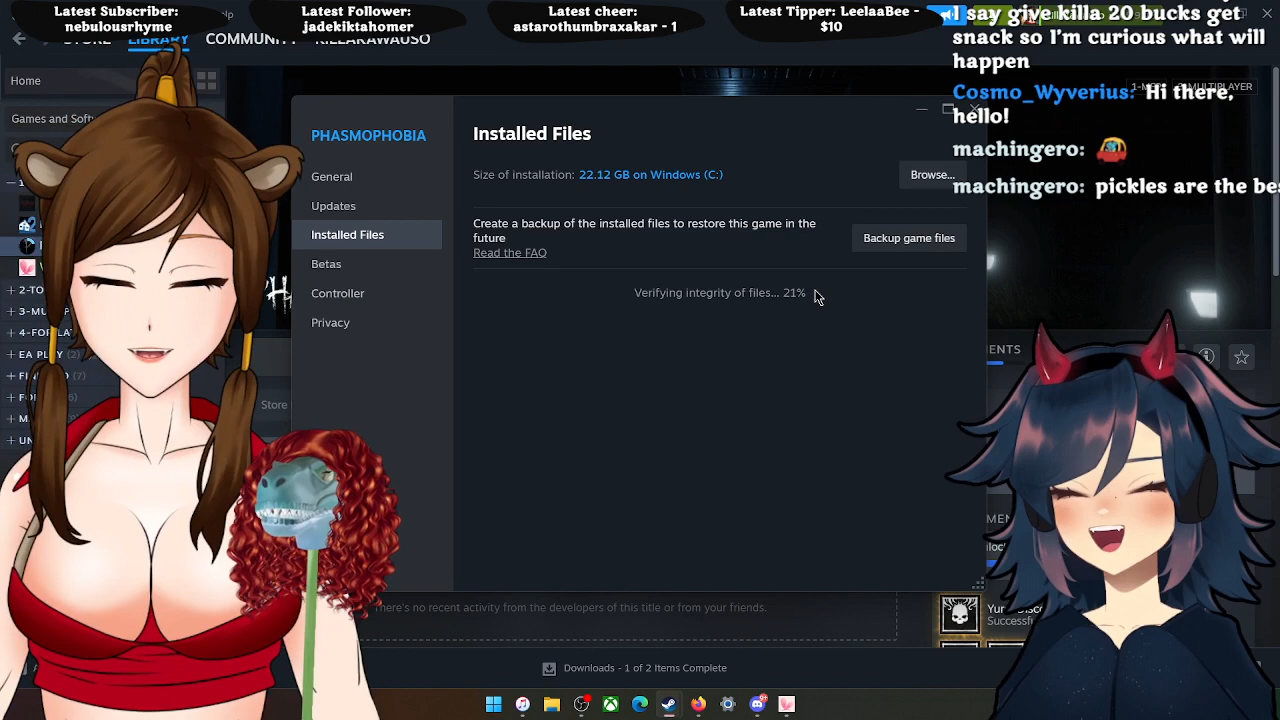 Latest Subscriber:
nebulousrhyme
Latest Follower:
jadekiktahomer
Latest cheer:
astarothumbraxakar - 1
Latest Tipper: LeelaaBee -
$10
I say give killa 20 bucks get
snack so I'm curious what will
happen
Cosmo_Wyverius: Hi there,
hello!
machingero:
machingero: pickles are the bes
STORE LIBRARY COMMUNITY KILLARAWAUSO
Home
Games and Softw
PHASMOPHOBIA
General
Updates
Installed Files
Betas
Controller
Privacy
Installed Files
Size of installation: 22.12 GB on Windows (C:)
Browse...
Create a backup of the installed files to restore this game in the
future
Read the FAQ
Backup game files
Verifying integrity of files... 21%
EA PLAY (2)
Store
There's no recent activity from the developers of this title or from your friends.
Downloads - 1 of 2 Items Complete